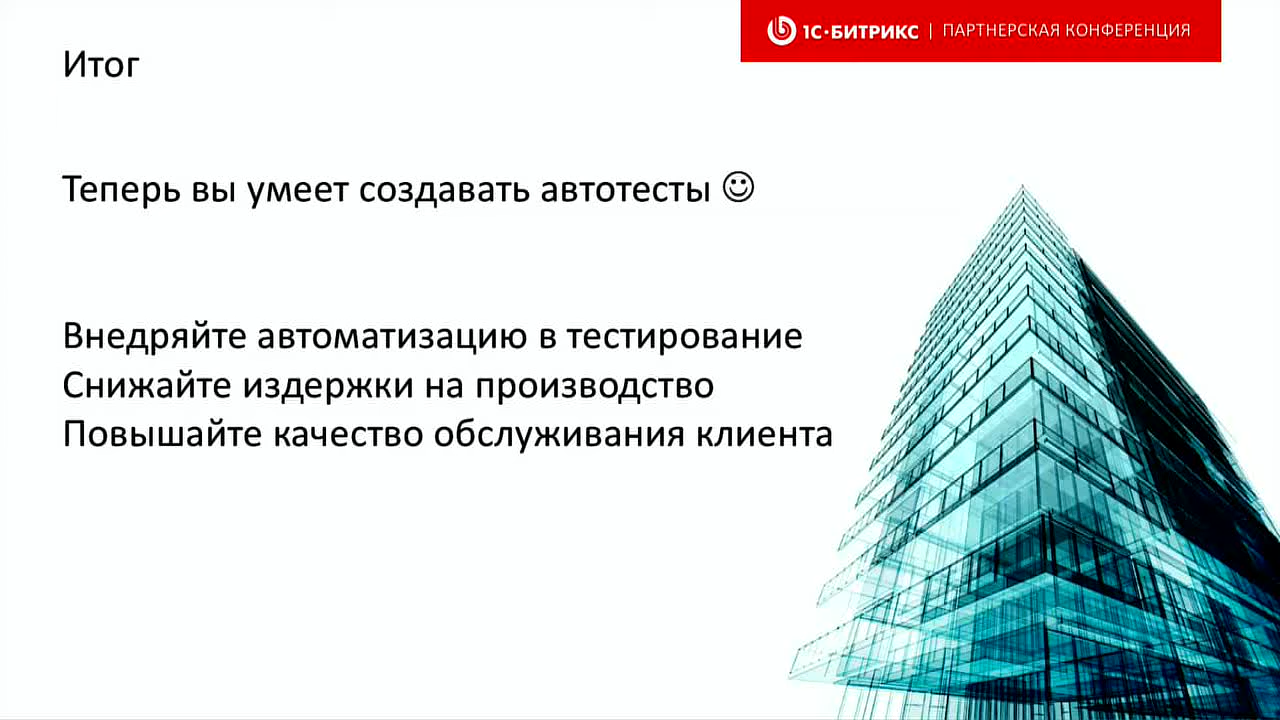 1С-БИТРИКС | ПАРТНЕРСКАЯ КОНФЕРЕНЦИЯ
Итог
Теперь вы умеет создавать автотесты ☺
Внедряйте автоматизацию в тестирование
Снижайте издержки на производство
Повышайте качество обслуживания клиента